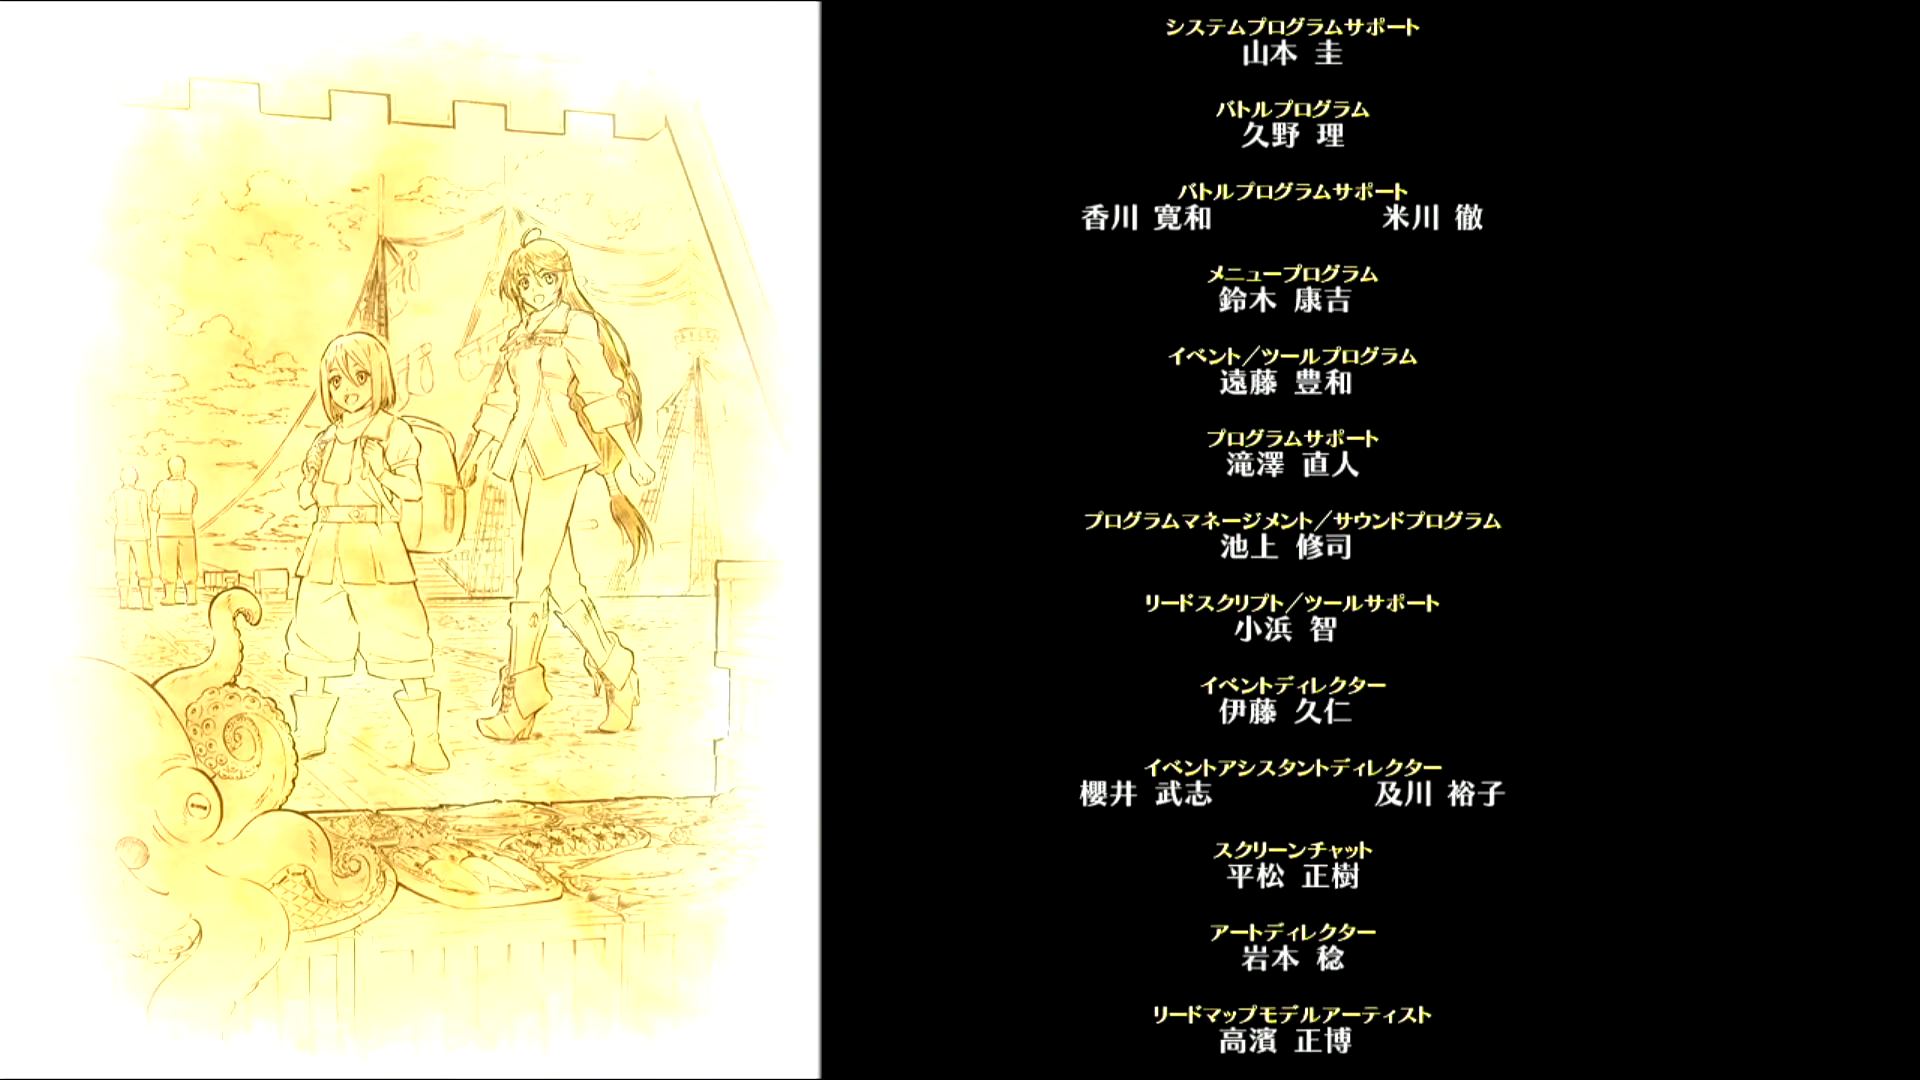 システムプログラムサポート
山本 圭
バトルプログラム
久野 理
バトルプログラムサポート
香川 寛和 米川 徹
メニュープログラム
鈴木 康吉
イベント／ツールプログラム
遠藤 豊和
プログラムサポート
滝澤 直人
プログラムマネージメント／サウンドプログラム
池上 修司
リードスクリプト／ツールサポート
小浜 智
イベントディレクター
伊藤 久仁
イベントアシスタントディレクター
櫻井 武志 及川 裕子
スクリーンチャット
平松 正樹
アートディレクター
岩本 稔
リードマップモデルアーティスト
高濱 正博